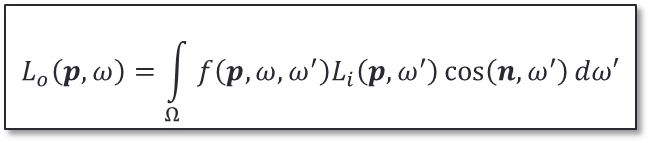 L_o(p, ω) = ∫_Ω f(p, ω, ω′)L_i(p, ω′) cos(n, ω′) dω′